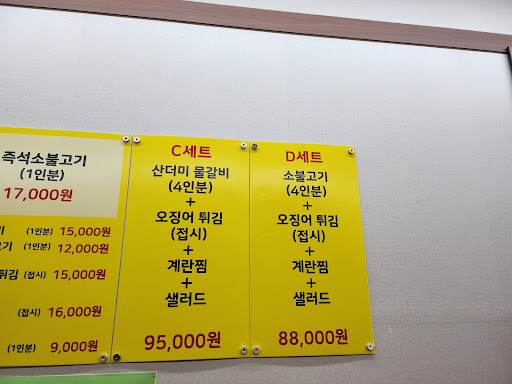 즉석소불고기
(1인분)
17,000원
(1인분) 15,000원
(1인분) 12,000원
튀김 (접시) 15,000원
(접시) 16,000원
(1인분) 9,000원
C세트
산더미 물갈비
(4인분)
+
오징어 튀김
(접시)
+
계란찜
+
샐러드
95,000원
D세트
소불고기
(4인분)
+
오징어 튀김
(접시)
+
계란찜
+
샐러드
88,000원